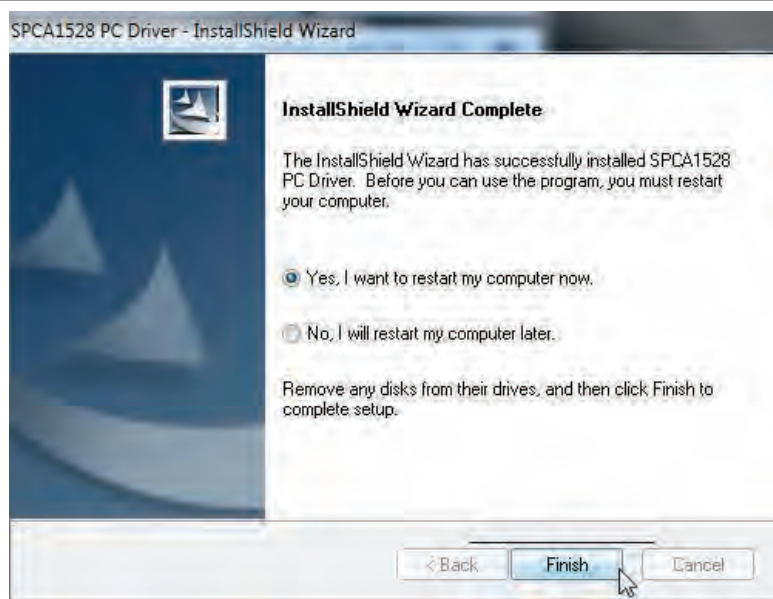 SPCA1528 PC Driver - InstallShield Wizard
InstallShield Wizard Complete
The InstallShield Wizard has successfully installed SPCA1528
PC Driver. Before you can use the program, you must restart
your computer.
Yes, I want to restart my computer now.
No, I will restart my computer later.
Remove any disks from their drives, and then click Finish to
complete setup.
< Back
Finish
Cancel